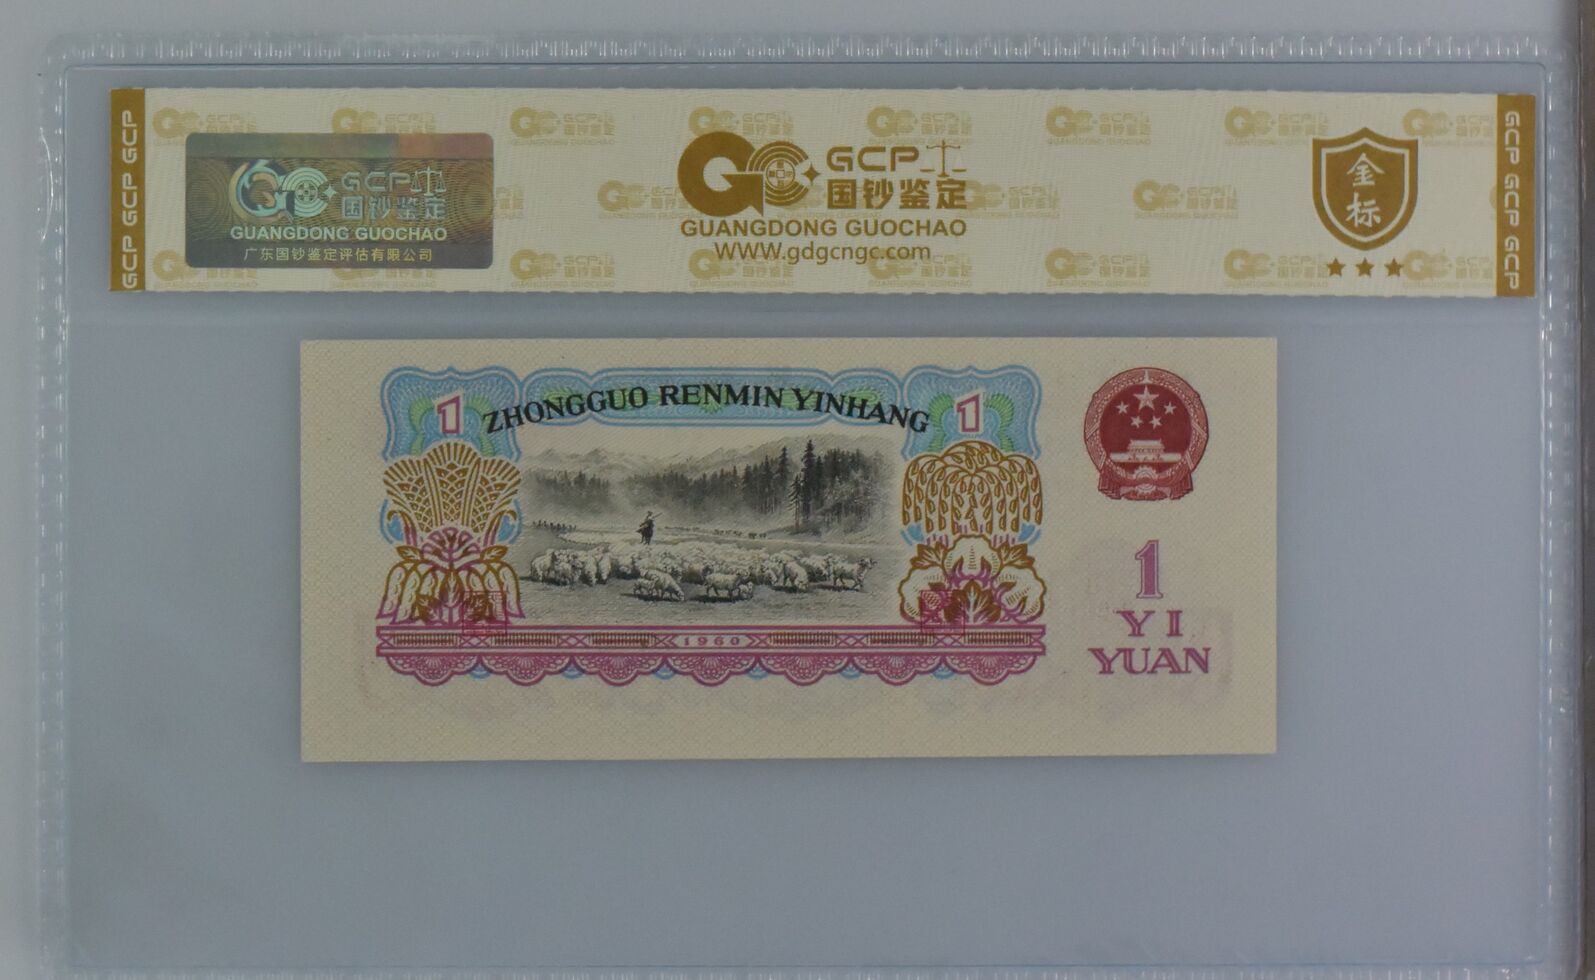 GCP GCP GCP
GCP
国钞鉴定
GUANGDONG GUOCHAO
广东国钞鉴定评估有限公司
GCP
国钞鉴定
GUANGDONG GUOCHAO
WWW.gdgcngc.com
金
标
GCP GCP GCP
1 ZHONGGUO RENMIN YINHANG 1
1960
1
YI
YUAN